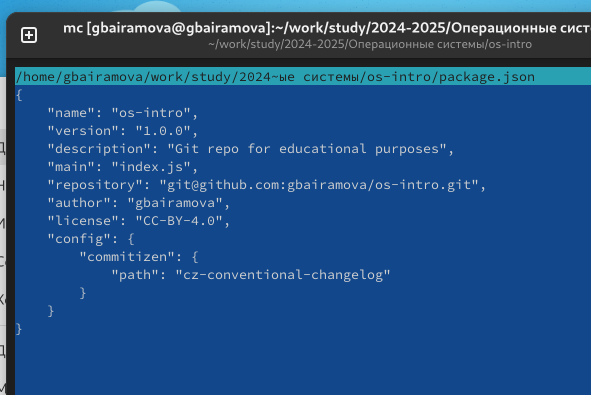 mc [gbairamova@gbairamova]:~/work/study/2024-2025/Операционные сист
~/work/study/2024-2025/Операционные системы/os-intro
/home/gbairamova/work/study/2024~ые системы/os-intro/package.json
{
    "name": "os-intro",
    "version": "1.0.0",
    "description": "Git repo for educational purposes",
    "main": "index.js",
    "repository": "git@github.com:gbairamova/os-intro.git",
    "author": "gbairamova",
    "license": "CC-BY-4.0",
    "config": {
        "commitizen": {
            "path": "cz-conventional-changelog"
        }
    }
}